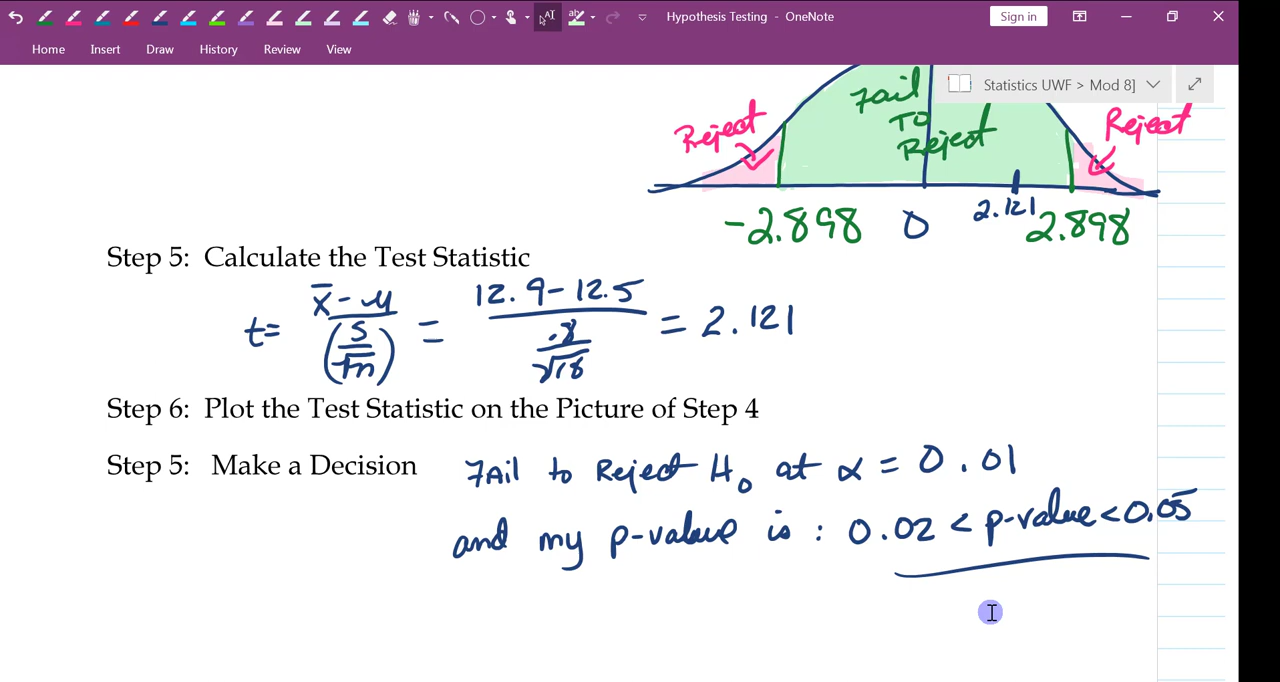 Hypothesis Testing - OneNote
Sign in
Home Insert Draw History Review View
Statistics UWF > Mod 8]
Fail
TO
Reject
Reject
Reject
-2.898 0 2.121 2.898
Step 5: Calculate the Test Statistic
t = x̄ - μ / (s/√n) = 12.9 - 12.5 / (.8/√18) = 2.121
Step 6: Plot the Test Statistic on the Picture of Step 4
Step 5: Make a Decision Fail to Reject H₀ at α = 0.01
and my p-value is : 0.02 < p-value < 0.05